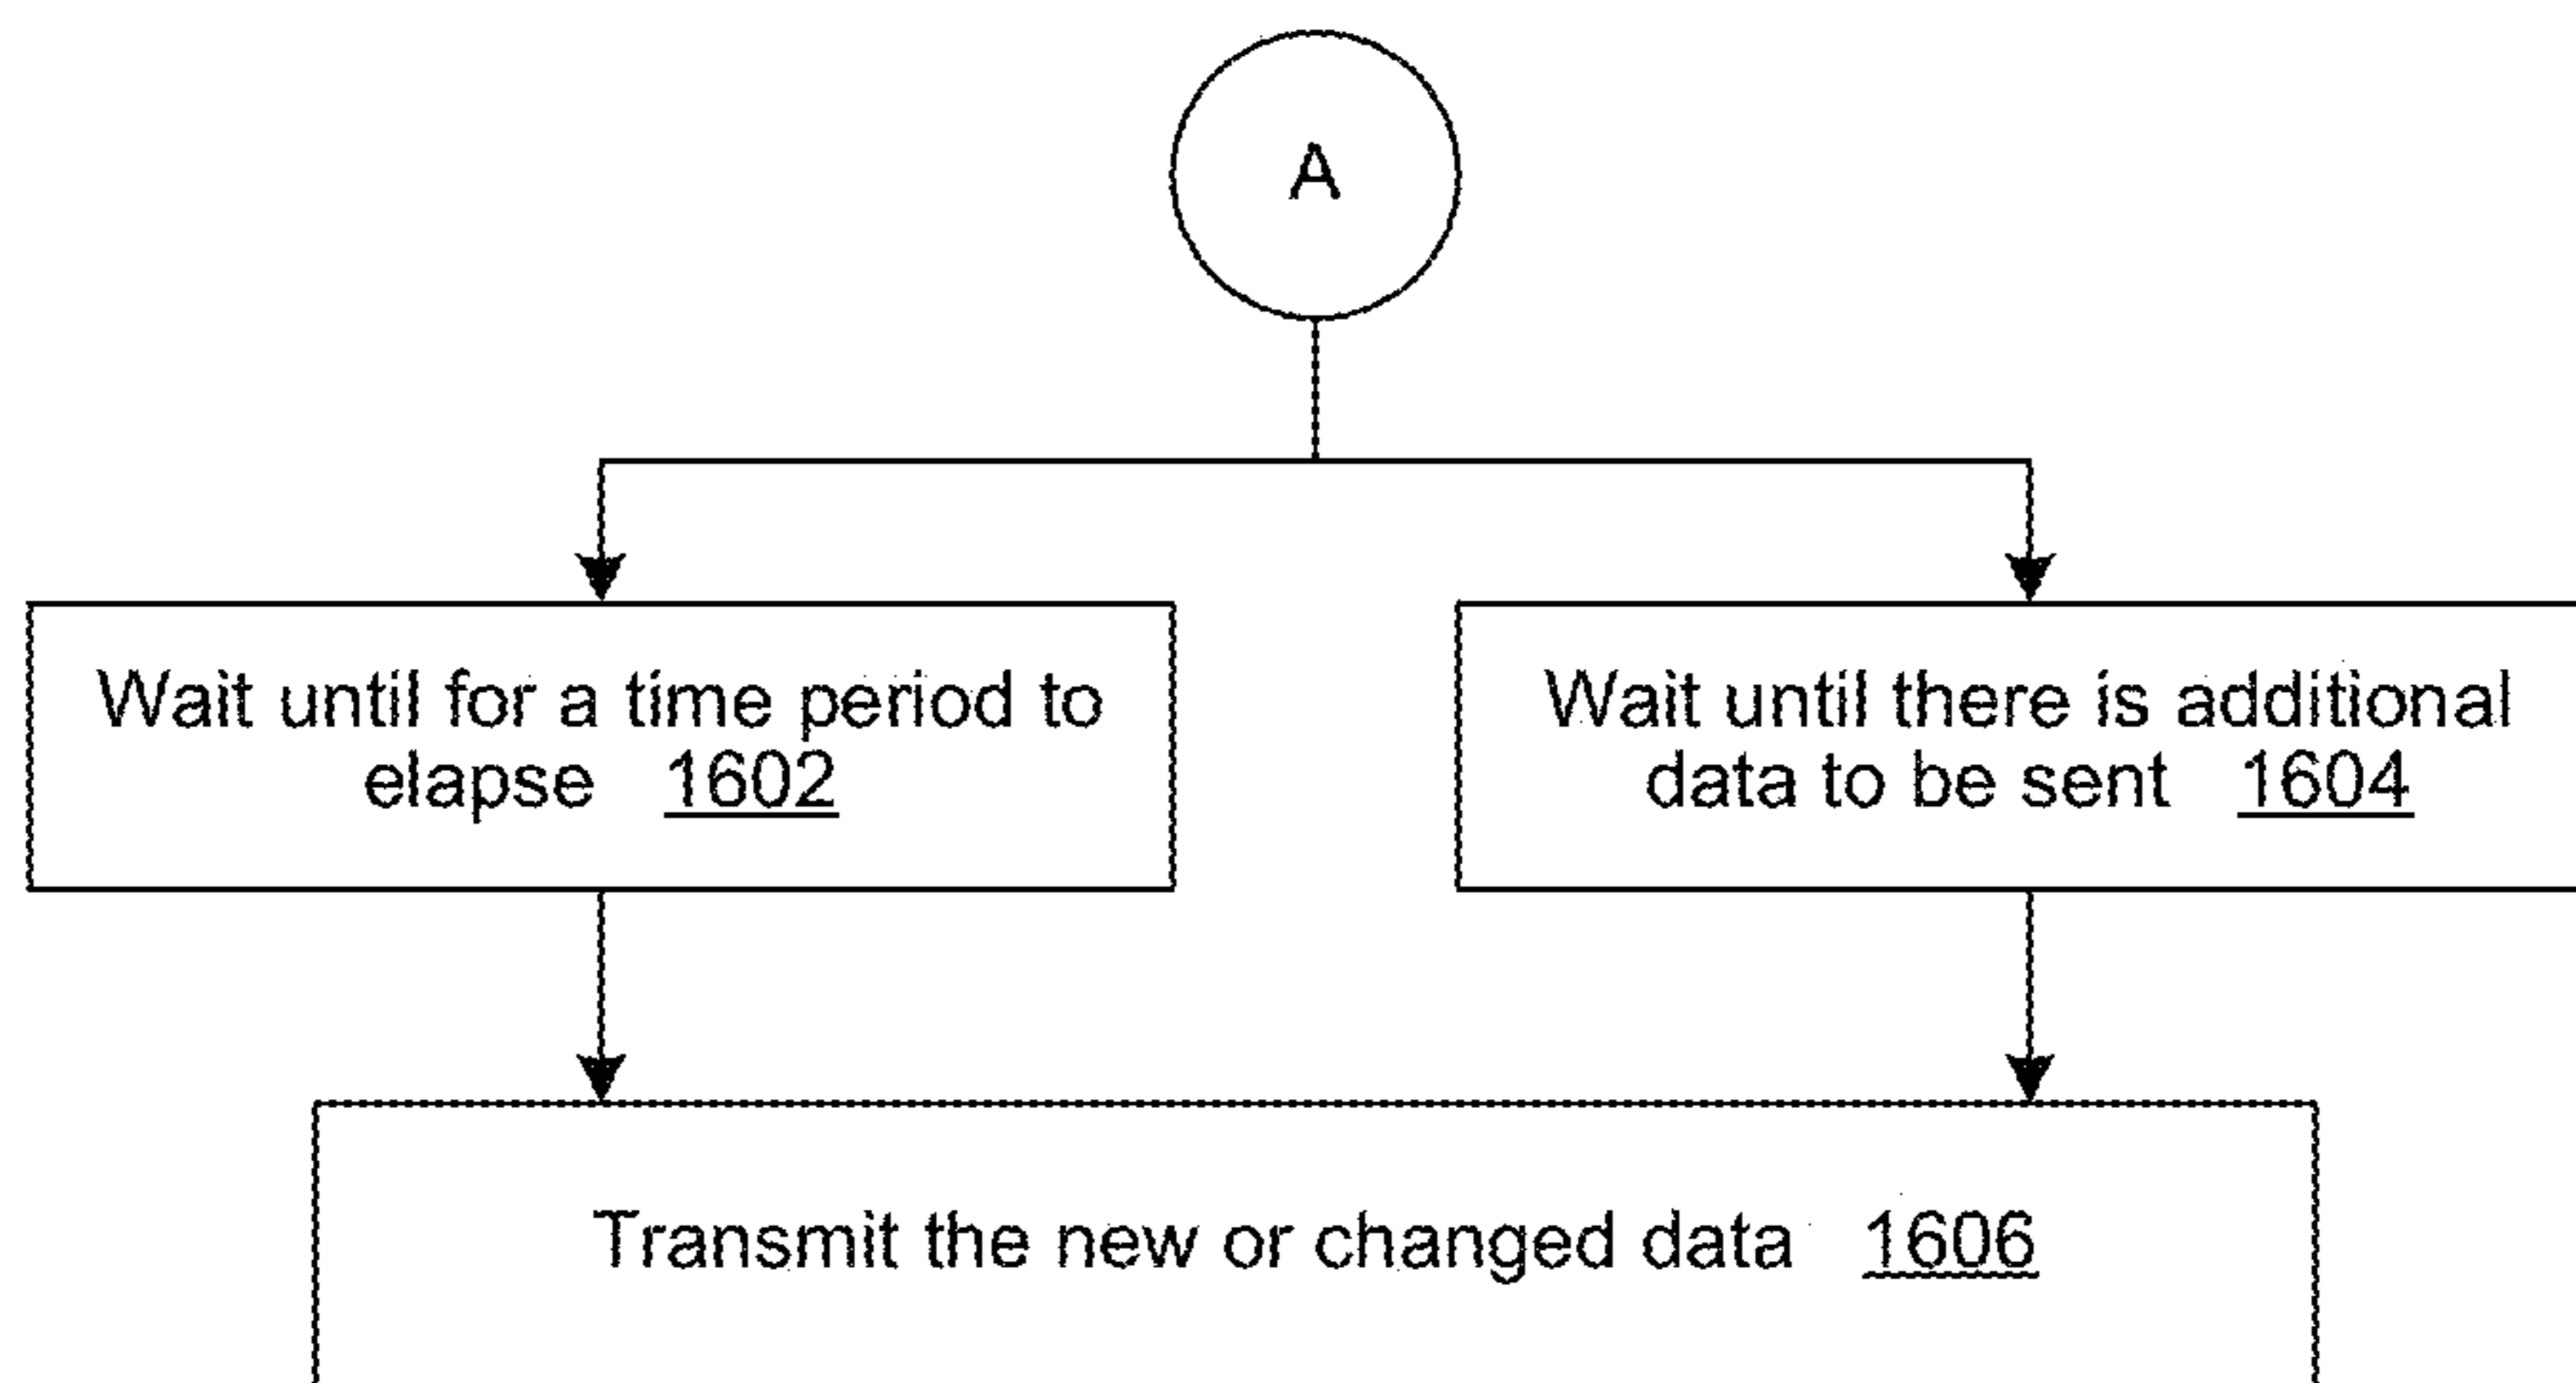 A
Wait until for a time period to
elapse 1602
Wait until there is additional
data to be sent 1604
Transmit the new or changed data 1606